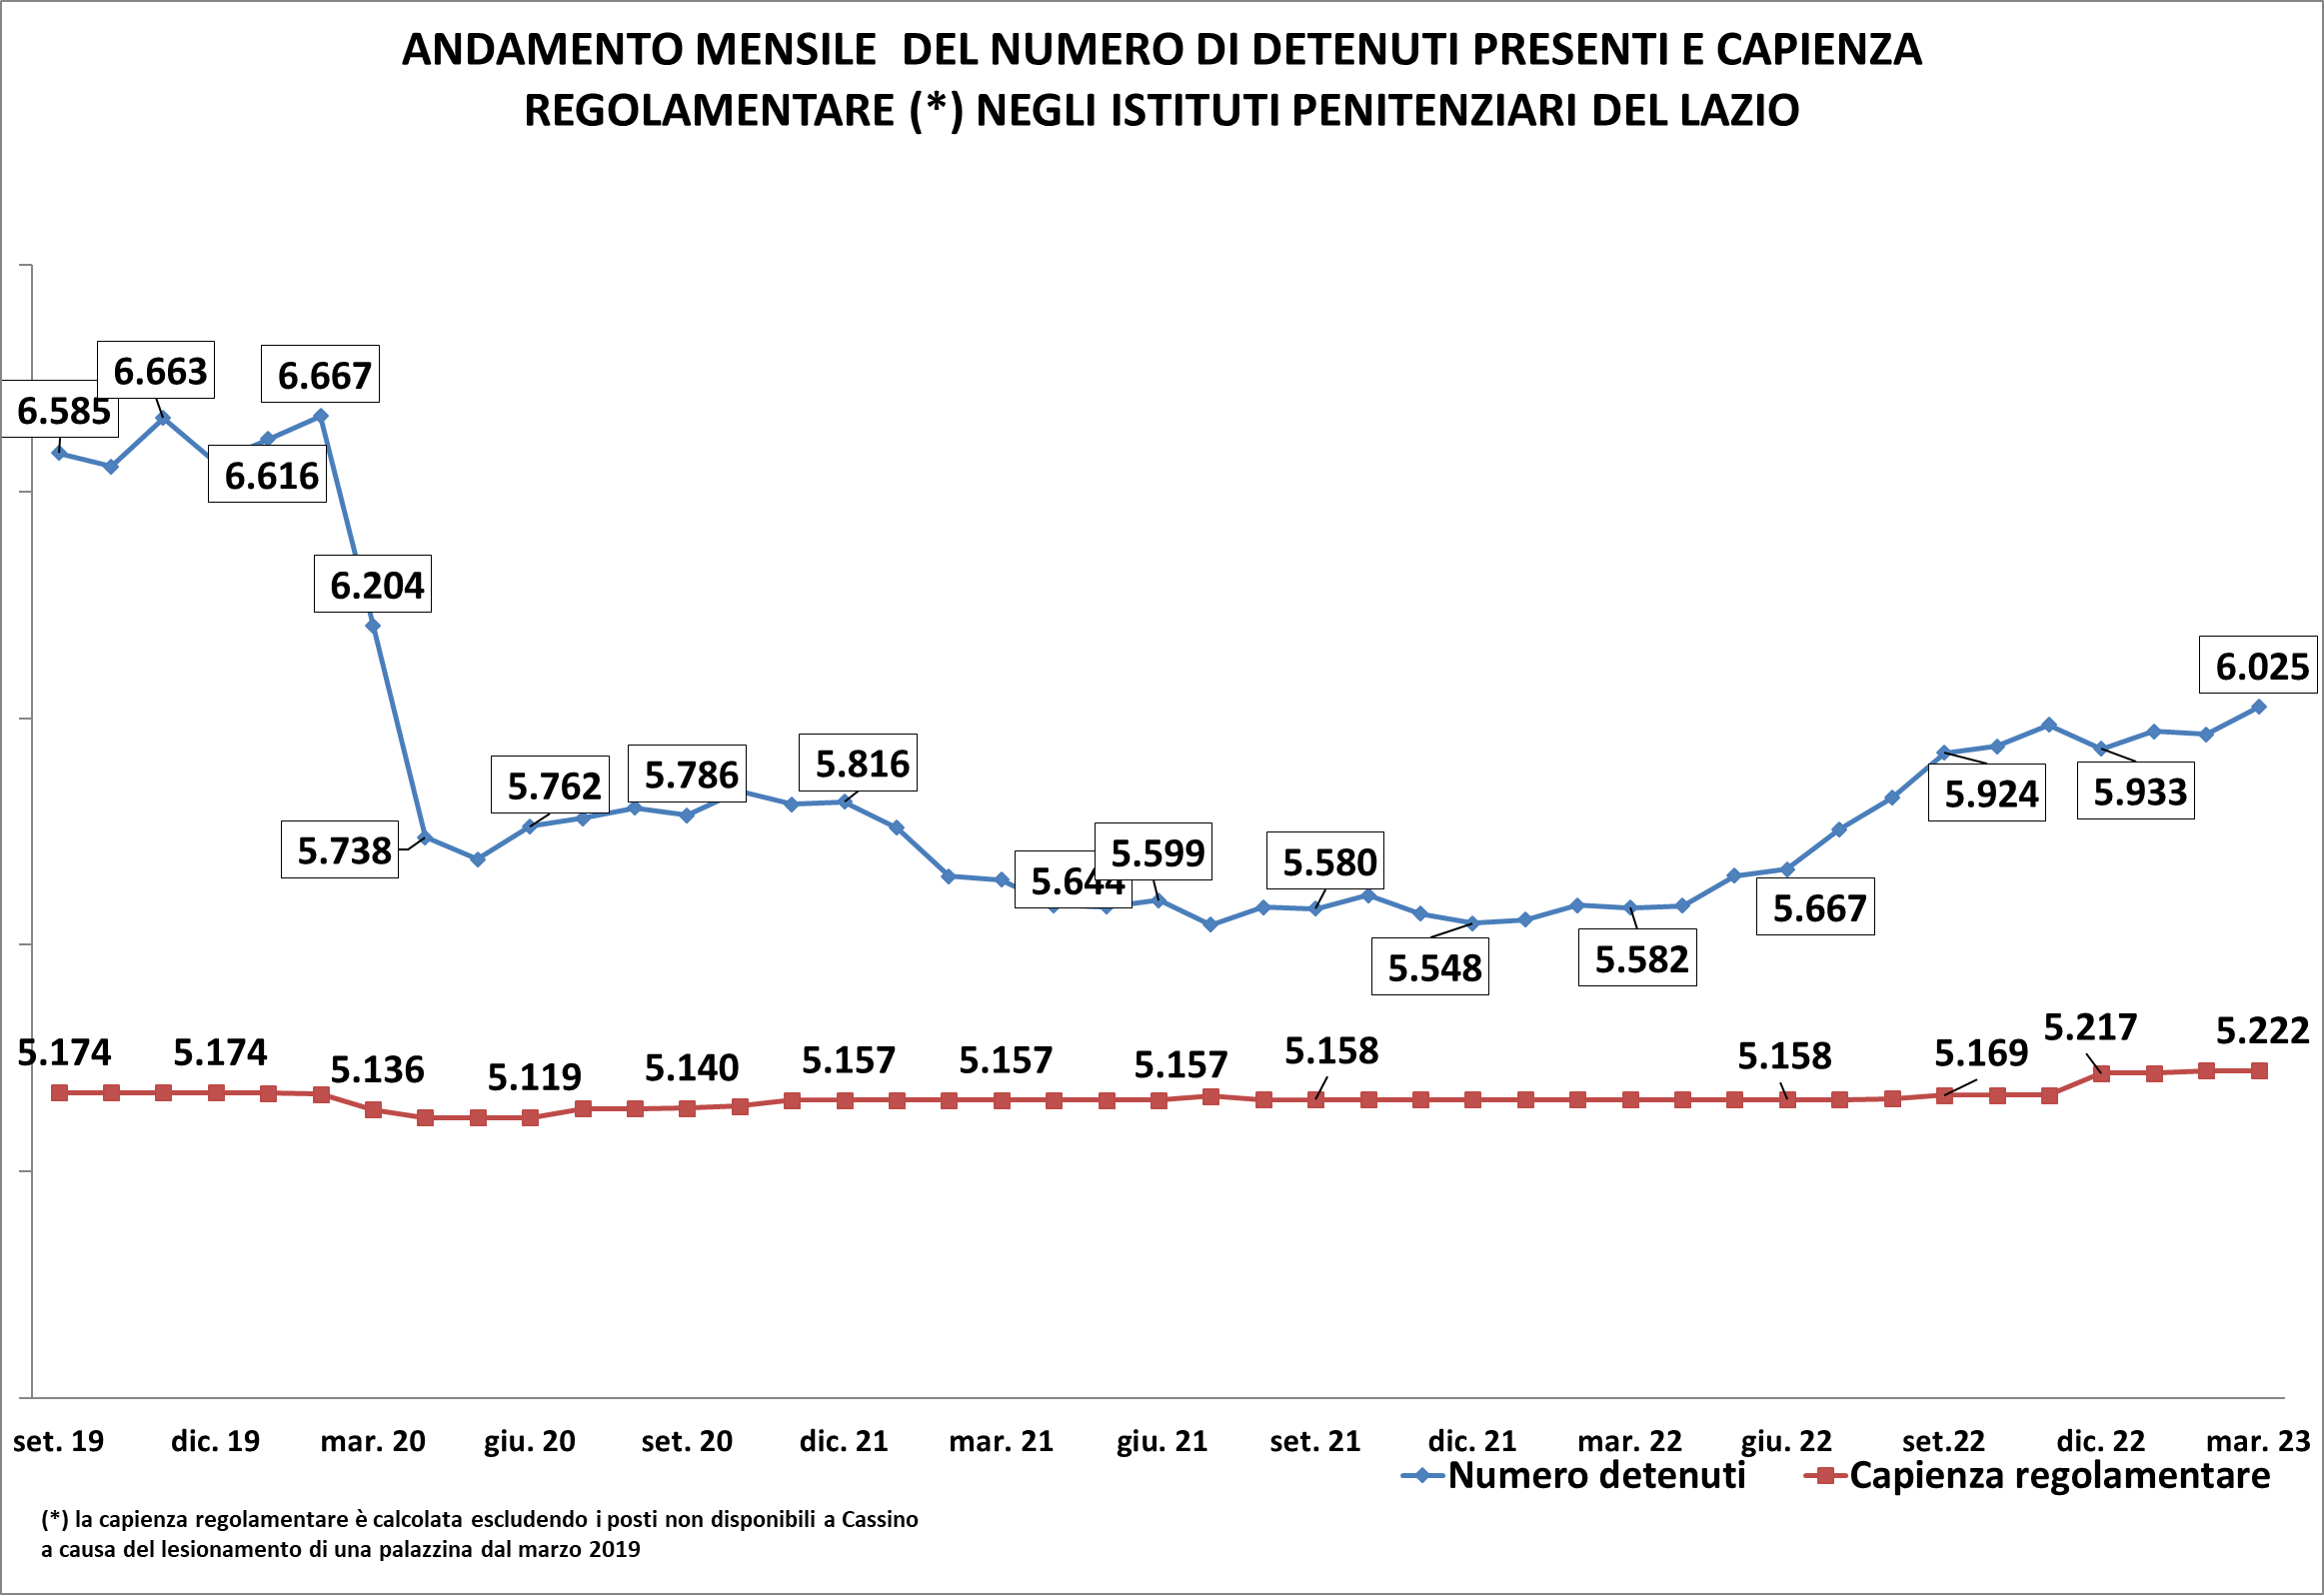 ANDAMENTO MENSILE  DEL NUMERO DI DETENUTI PRESENTI E CAPIENZA
REGOLAMENTARE (*) NEGLI ISTITUTI PENITENZIARI DEL LAZIO
6.585
6.663
6.616
6.667
6.204
5.738
5.762
5.786
5.816
5.644
5.599
5.580
5.548
5.582
5.667
5.924
5.933
6.025
5.174
5.174
5.136
5.119
5.140
5.157
5.157
5.157
5.158
5.158
5.169
5.217
5.222
set. 19
dic. 19
mar. 20
giu. 20
set. 20
dic. 21
mar. 21
giu. 21
set. 21
dic. 21
mar. 22
giu. 22
set.22
dic. 22
mar. 23
Numero detenuti
Capienza regolamentare
(*) la capienza regolamentare è calcolata escludendo i posti non disponibili a Cassino
a causa del lesionamento di una palazzina dal marzo 2019